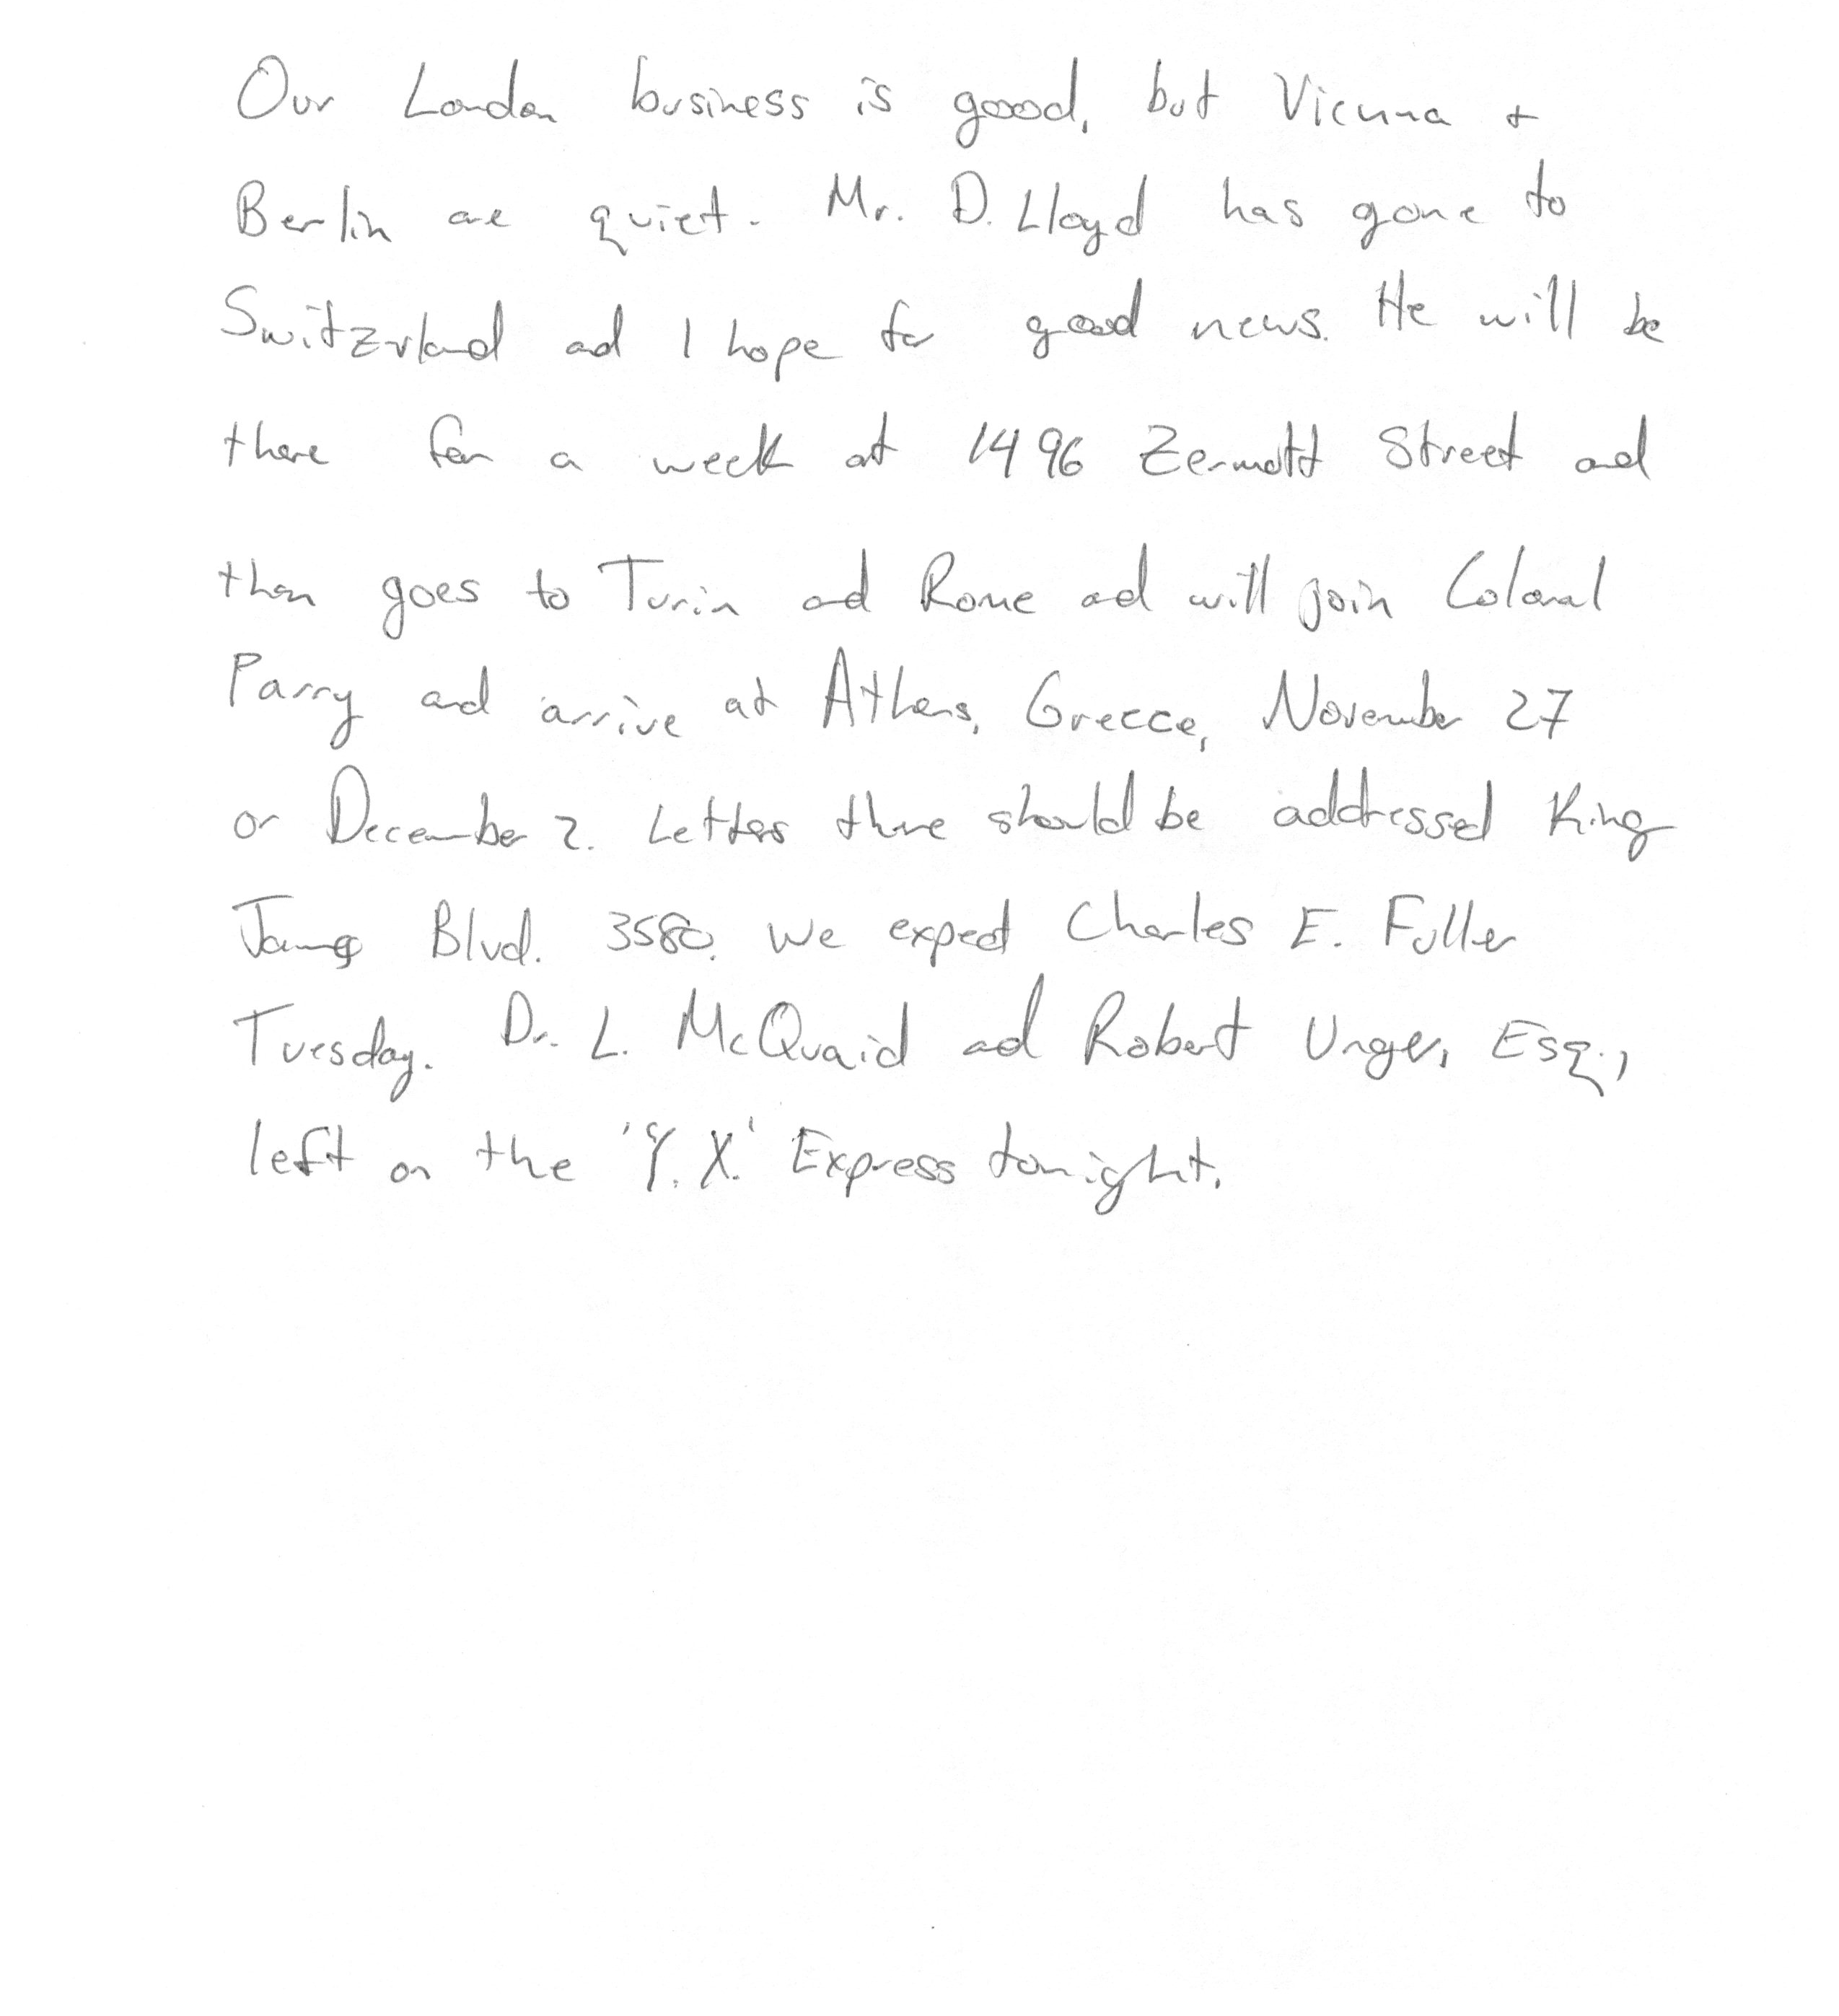 Our London business is good, but Vienna +
Berlin are quiet. Mr. D. Lloyd has gone to
Switzerland and I hope for good news. He will be
there for a week at 1496 Zermott Street and
then goes to Turin and Rome and will join Colonel
Parry and arrive at Athens, Greece, November 27
or December 2. Letters there should be addressed King
James Blvd. 3580. We expect Charles E. Fuller
Tuesday. Dr. L. McQuaid and Robert Unger, Esq.,
left on the 'Y.X.' Express tonight.